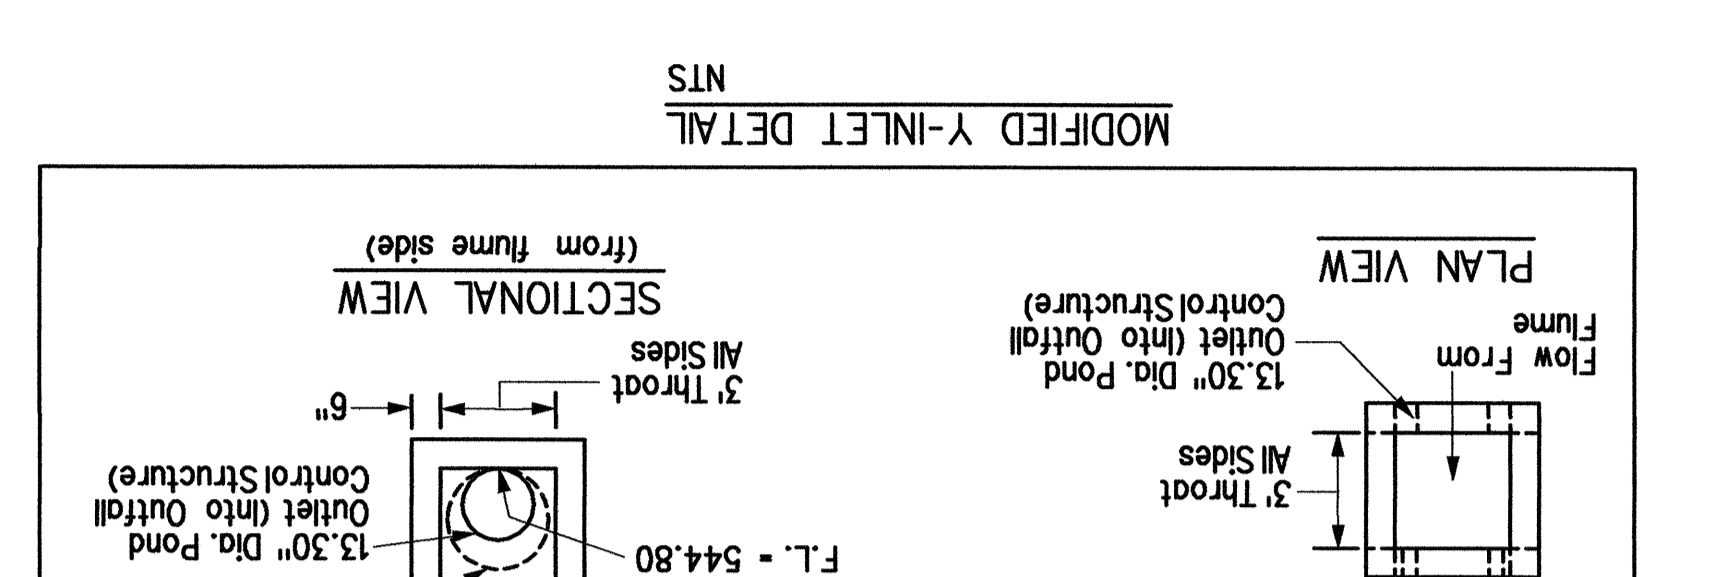 F.L. = 544.80
13.30" Dia. Pond
Outlet (Into Outfall
Control Structure)
6"
3' Throat
All Sides
SECTIONAL VIEW
(from flume side)
3' Throat
All Sides
Flow From
Flume
13.30" Dia. Pond
Outlet (Into Outfall
Control Structure)
PLAN VIEW
MODIFIED Y-INLET DETAIL
NTS